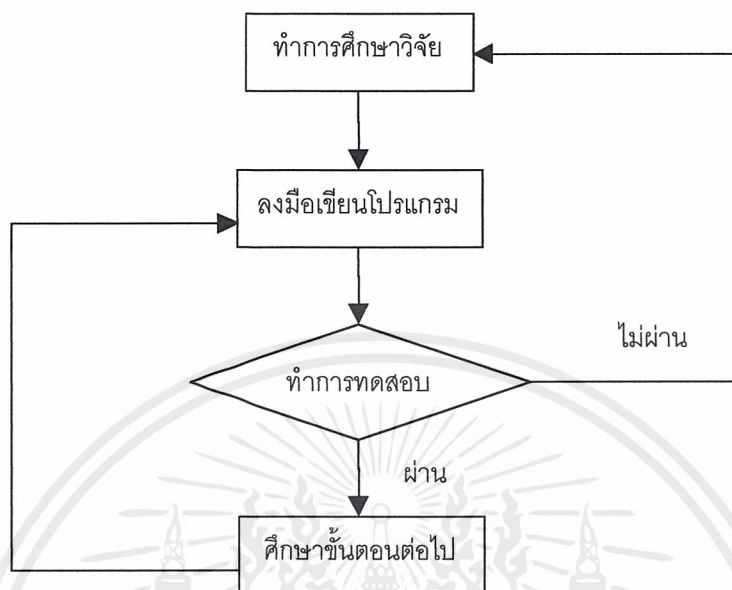 ทำการศึกษาวิจัย
ลงมือเขียนโปรแกรม
ไม่ผ่าน
ทำการทดสอบ
ผ่าน
ศึกษาขั้นตอนต่อไป